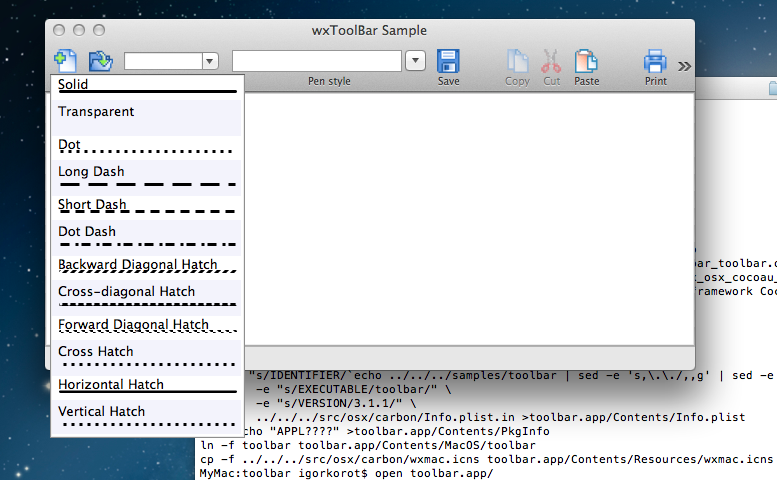 wxToolBar Sample
Pen style
Save
Copy
Cut
Paste
Print
Solid
Transparent
Dot
Long Dash
Short Dash
Dot Dash
Backward Diagonal Hatch
Cross-diagonal Hatch
Forward Diagonal Hatch
Cross Hatch
Horizontal Hatch
Vertical Hatch
ar_toolbar.o
_osx_cocoau_
ramework Coc
"s/IDENTIFIER/`echo ../../../samples/toolbar | sed -e 's,\.\./,,g' | sed -e
-e "s/EXECUTABLE/toolbar/" \
-e "s/VERSION/3.1.1/" \
../../../src/osx/carbon/Info.plist.in >toolbar.app/Contents/Info.plist
echo "APPL????" >toolbar.app/Contents/PkgInfo
ln -f toolbar toolbar.app/Contents/MacOS/toolbar
cp -f ../../../src/osx/carbon/wxmac.icns toolbar.app/Contents/Resources/wxmac.icns
MyMac:toolbar igorkorot$ open toolbar.app/